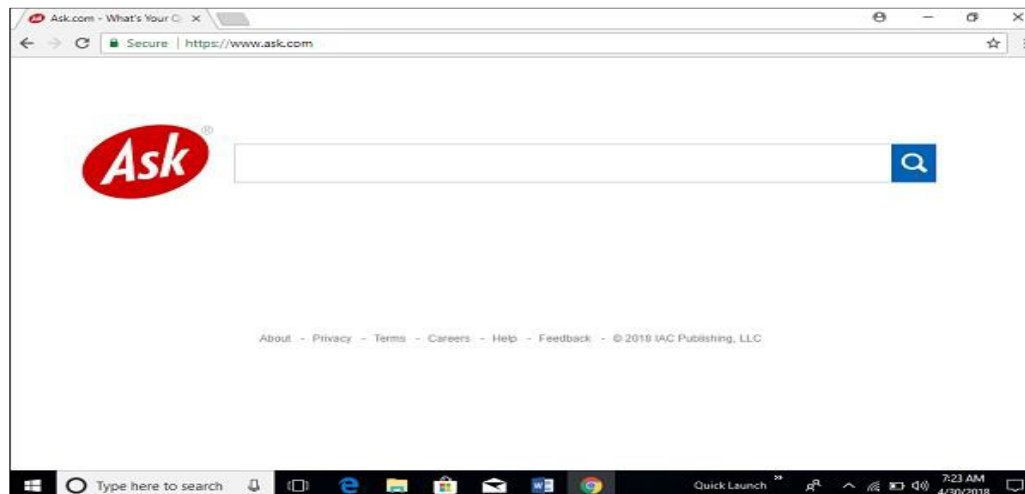 Ask.com - What's Your Q
Secure | https://www.ask.com
Ask®
About - Privacy - Terms - Careers - Help - Feedback - © 2018 IAC Publishing, LLC
Type here to search
Quick Launch
7:23 AM
4/30/2018